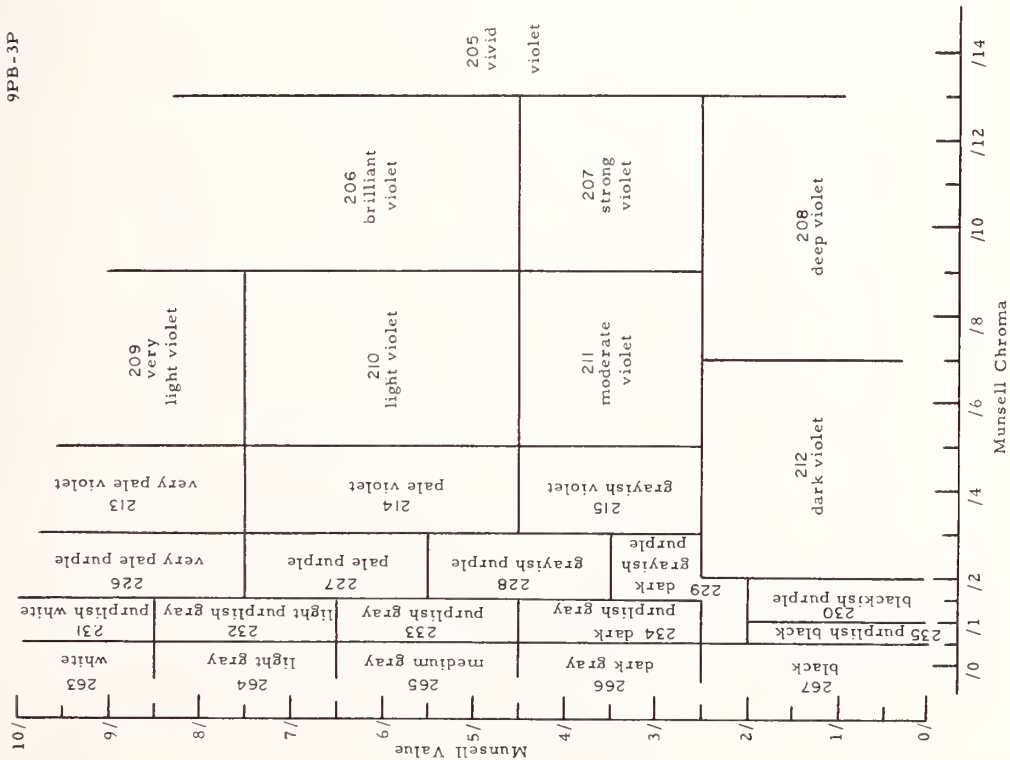 9PB-3P
10/
9/
8/
7/
6/
5/
4/
3/
2/
1/
0/
Munsell Value
263
white
264
light gray
265
medium gray
266
dark gray
267
black
231
purplish white
232
light purplish gray
233
purplish gray
234 dark
purplish gray
235 purplish black
226
very pale purple
227
pale purple
228
grayish purple
229
dark
grayish
purple
230
blackish purple
213
very pale violet
214
pale violet
215
grayish violet
212
dark violet
209
very
light violet
210
light violet
211
moderate
violet
208
deep violet
206
brilliant
violet
207
strong
violet
205
vivid
violet
/0
/1
/2
/4
/6
/8
/10
/12
/14
Munsell Chroma